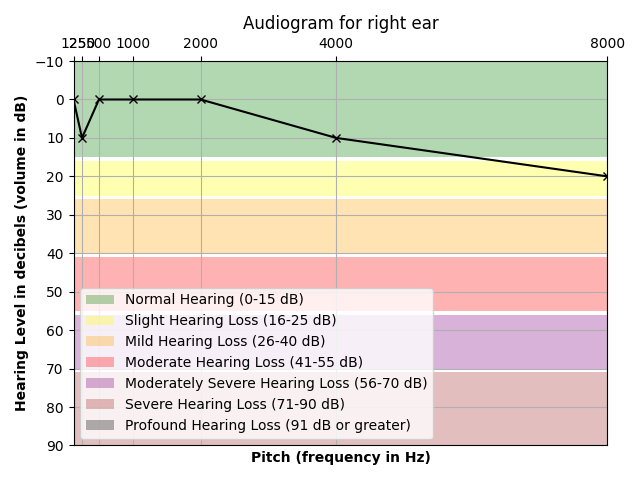 Audiogram for right ear
125 250 500 1000 2000 4000 8000
−10
0
10
20
30
40
50
60
70
80
90
Hearing Level in decibels (volume in dB)
Normal Hearing (0-15 dB)
Slight Hearing Loss (16-25 dB)
Mild Hearing Loss (26-40 dB)
Moderate Hearing Loss (41-55 dB)
Moderately Severe Hearing Loss (56-70 dB)
Severe Hearing Loss (71-90 dB)
Profound Hearing Loss (91 dB or greater)
Pitch (frequency in Hz)